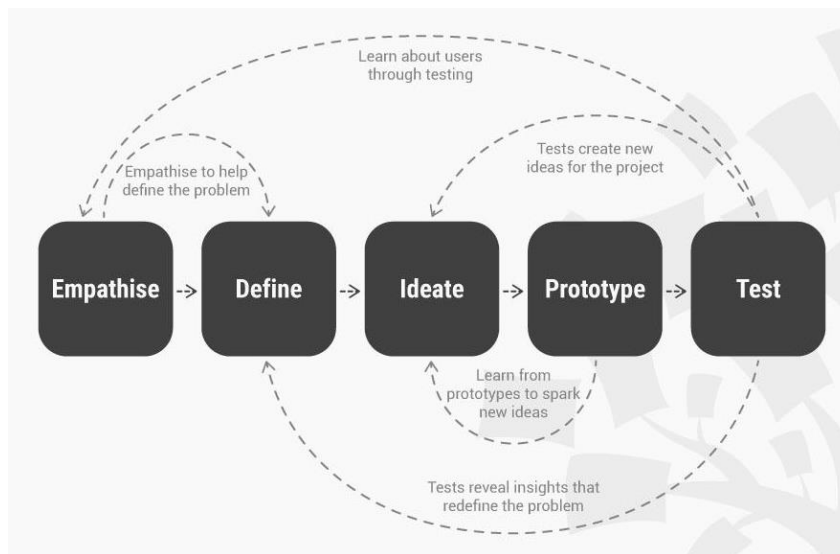 Learn about users
through testing
Empathise to help
define the problem
Tests create new
ideas for the project
Empathise
Define
Ideate
Prototype
Test
Learn from
prototypes to spark
new ideas
Tests reveal insights that
redefine the problem